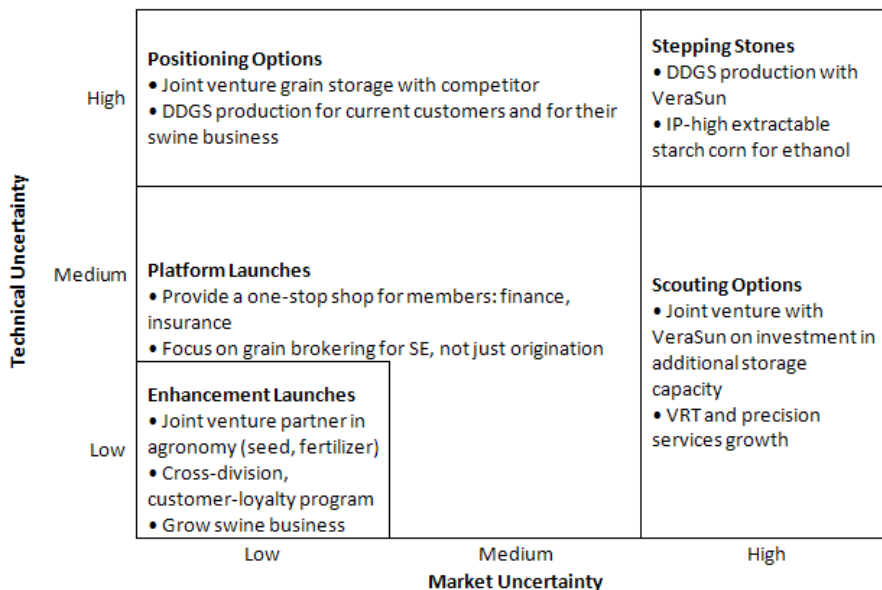 Technical Uncertainty
High
Medium
Low
Positioning Options
• Joint venture grain storage with competitor
• DDGS production for current customers and for their
swine business
Stepping Stones
• DDGS production with
VeraSun
• IP-high extractable
starch corn for ethanol
Platform Launches
• Provide a one-stop shop for members: finance,
insurance
• Focus on grain brokering for SE, not just origination
Scouting Options
• Joint venture with
VeraSun on investment in
additional storage
capacity
• VRT and precision
services growth
Enhancement Launches
• Joint venture partner in
agronomy (seed, fertilizer)
• Cross-division,
customer-loyalty program
• Grow swine business
Low
Medium
High
Market Uncertainty